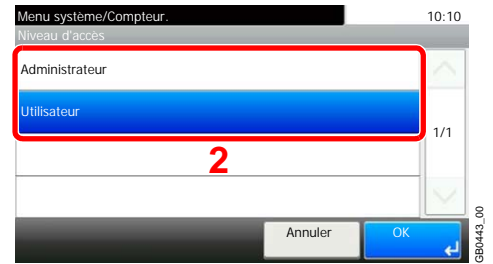 Menu système/Compteur. 10:10
Niveau d'accès
Administrateur
Utilisateur
1/1
2
Annuler OK
GB0443_00